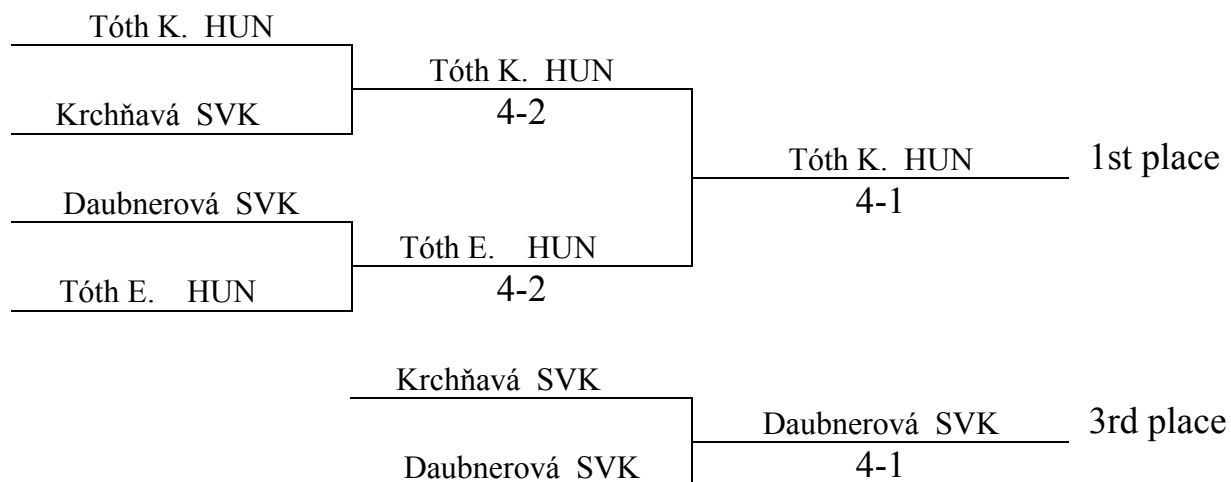 Tóth K. HUN
Tóth K. HUN
Krchňavá SVK
4-2
Tóth K. HUN
1st place
4-1
Daubnerová SVK
Tóth E. HUN
Tóth E. HUN
4-2
Krchňavá SVK
Daubnerová SVK
3rd place
Daubnerová SVK
4-1